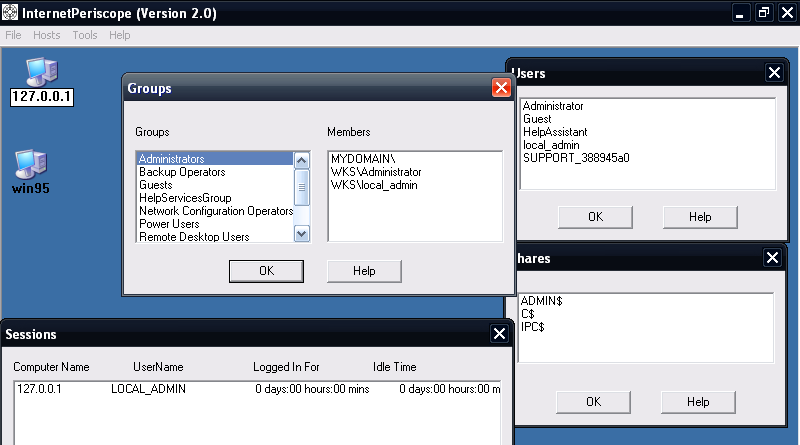 InternetPeriscope (Version 2.0)
File Hosts Tools Help
127.0.0.1
win95
Groups
Groups
Members
Administrators
Backup Operators
Guests
HelpServicesGroup
Network Configuration Operators
Power Users
Remote Desktop Users
MYDOMAIN\
WKS\Administrator
WKS\local_admin
OK
Help
Users
Administrator
Guest
HelpAssistant
local_admin
SUPPORT_388945a0
OK
Help
hares
ADMIN$
C$
IPC$
OK
Help
Sessions
Computer Name UserName Logged In For Idle Time
127.0.0.1 LOCAL_ADMIN 0 days:00 hours:00 mins 0 days:00 hours:00 m